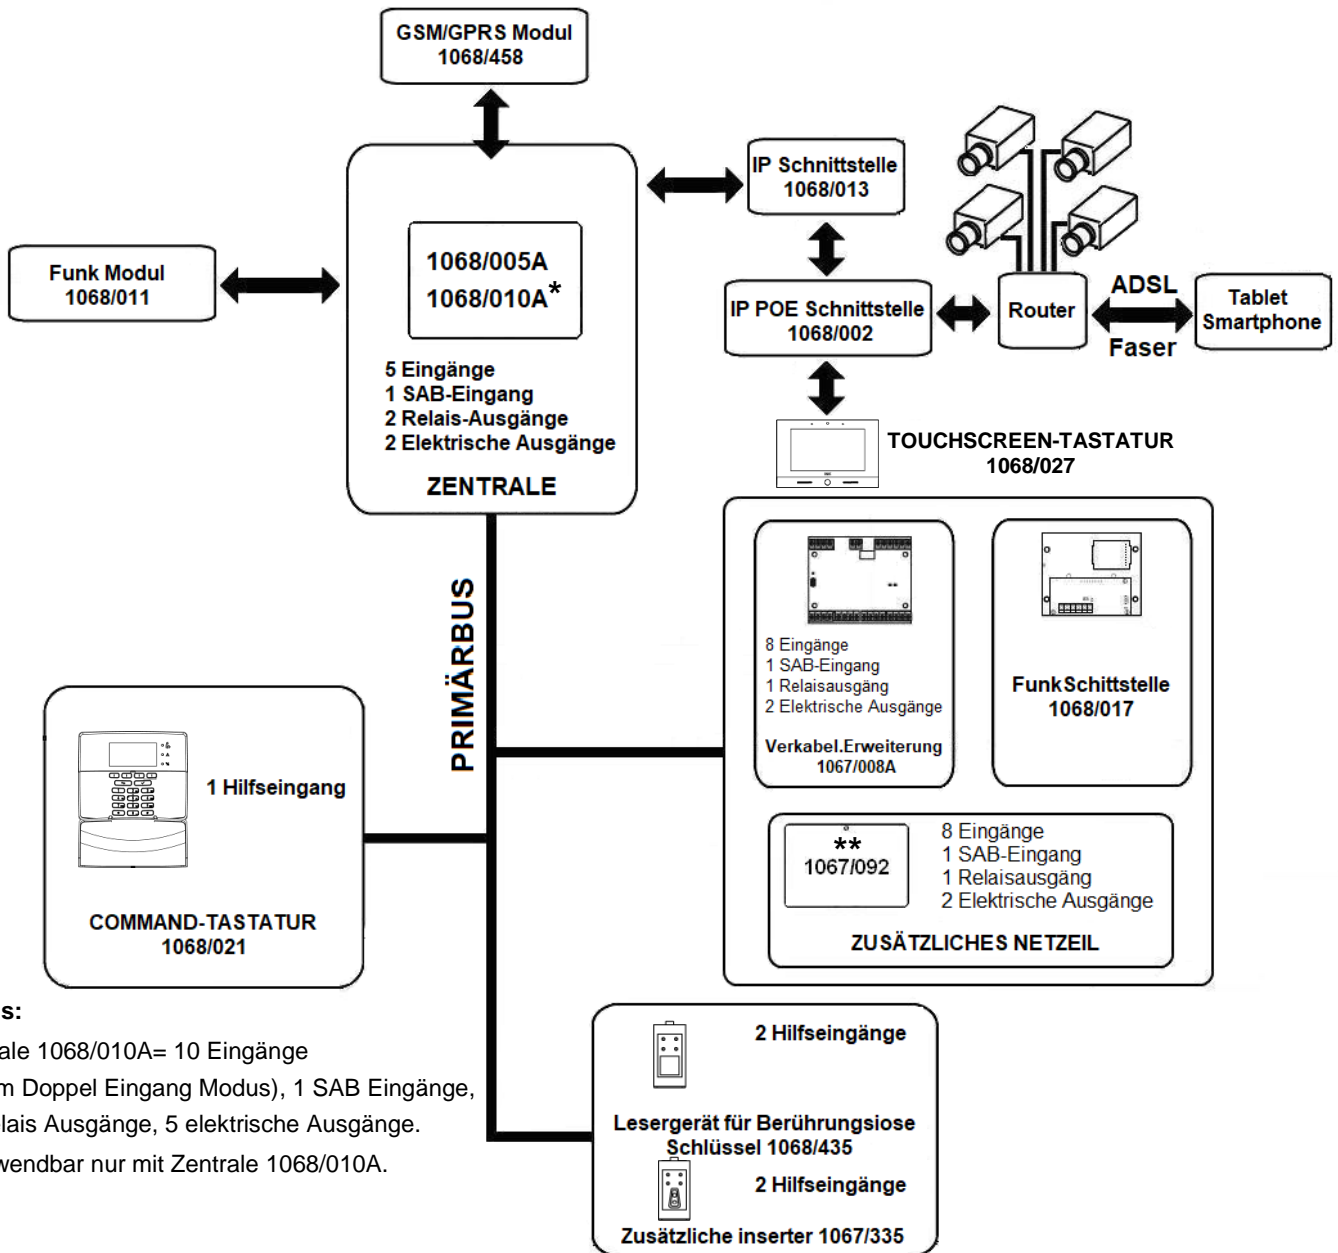 GSM/GPRS Modul
1068/458
IP Schnittstelle
1068/013
Funk Modul
1068/011
1068/005A
1068/010A*
5 Eingänge
1 SAB-Eingang
2 Relais-Ausgänge
2 Elektrische Ausgänge
ZENTRALE
IP POE Schnittstelle
1068/002
Router
ADSL
Faser
Tablet
Smartphone
TOUCHSCREEN-TASTATUR
1068/027
PRIMÄRBUS
8 Eingänge
1 SAB-Eingang
1 Relaisausgäng
2 Elektrische Ausgänge
Verkabel.Erweiterung
1067/008A
FunkSchittstelle
1068/017
**
1067/092
8 Eingänge
1 SAB-Eingang
1 Relaisausgäng
2 Elektrische Ausgänge
ZUSÄTZLICHES NETZEIL
1 Hilfseingang
COMMAND-TASTATUR
1068/021
s:
ale 1068/010A= 10 Eingänge
m Doppel Eingang Modus), 1 SAB Eingänge,
elais Ausgänge, 5 elektrische Ausgänge.
wendbar nur mit Zentrale 1068/010A.
2 Hilfseingänge
Lesergerät für Berührungsiose
Schlüssel 1068/435
2 Hilfseingänge
Zusätzliche inserter 1067/335